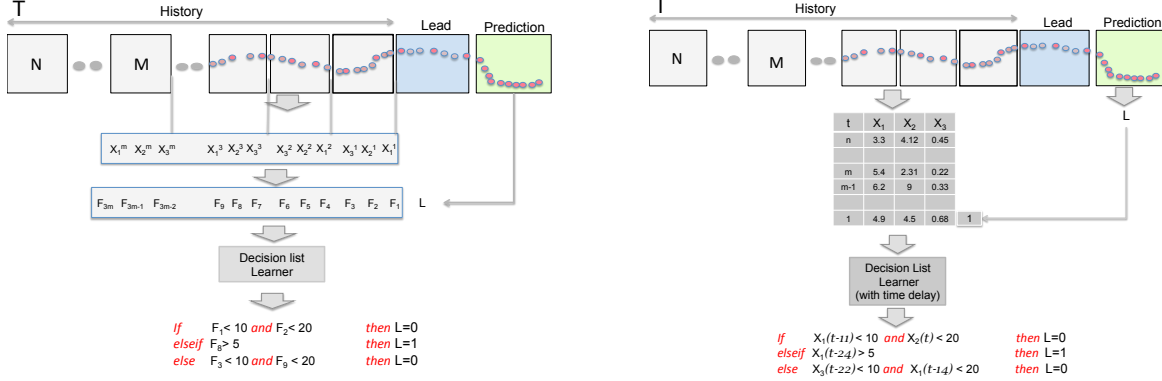 T
History
Lead
Prediction
N
M
X₁ᵐ X₂ᵐ X₃ᵐ X₁³ X₂³ X₃³ X₃² X₂² X₁² X₃¹ X₂¹ X₁¹
F₃ₘ F₃ₘ₋₁ F₃ₘ₋₂ F₉ F₈ F₇ F₆ F₅ F₄ F₃ F₂ F₁ L
Decision list
Learner
If F₁< 10 and F₂< 20 then L=0
elseif F₈> 5 then L=1
else F₃ < 10 and F₉ < 20 then L=0
History
Lead
Prediction
N
M
L
t X₁ X₂ X₃
n 3.3 4.12 0.45
m 5.4 2.31 0.22
m-1 6.2 9 0.33
1 4.9 4.5 0.68 1
Decision List
Learner
(with time delay)
If X₁(t-11) < 10 and X₂(t) < 20 then L=0
elseif X₁(t-24) > 5 then L=1
else X₃(t-22) < 10 and X₁(t-14) < 20 then L=0